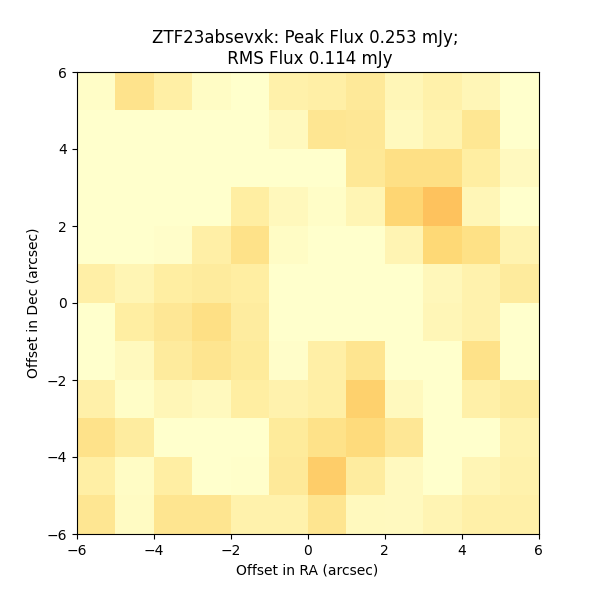 ZTF23absevxk: Peak Flux 0.253 mJy;
RMS Flux 0.114 mJy
6
4
2
0
−2
−4
−6
Offset in Dec (arcsec)
−6 −4 −2 0 2 4 6
Offset in RA (arcsec)